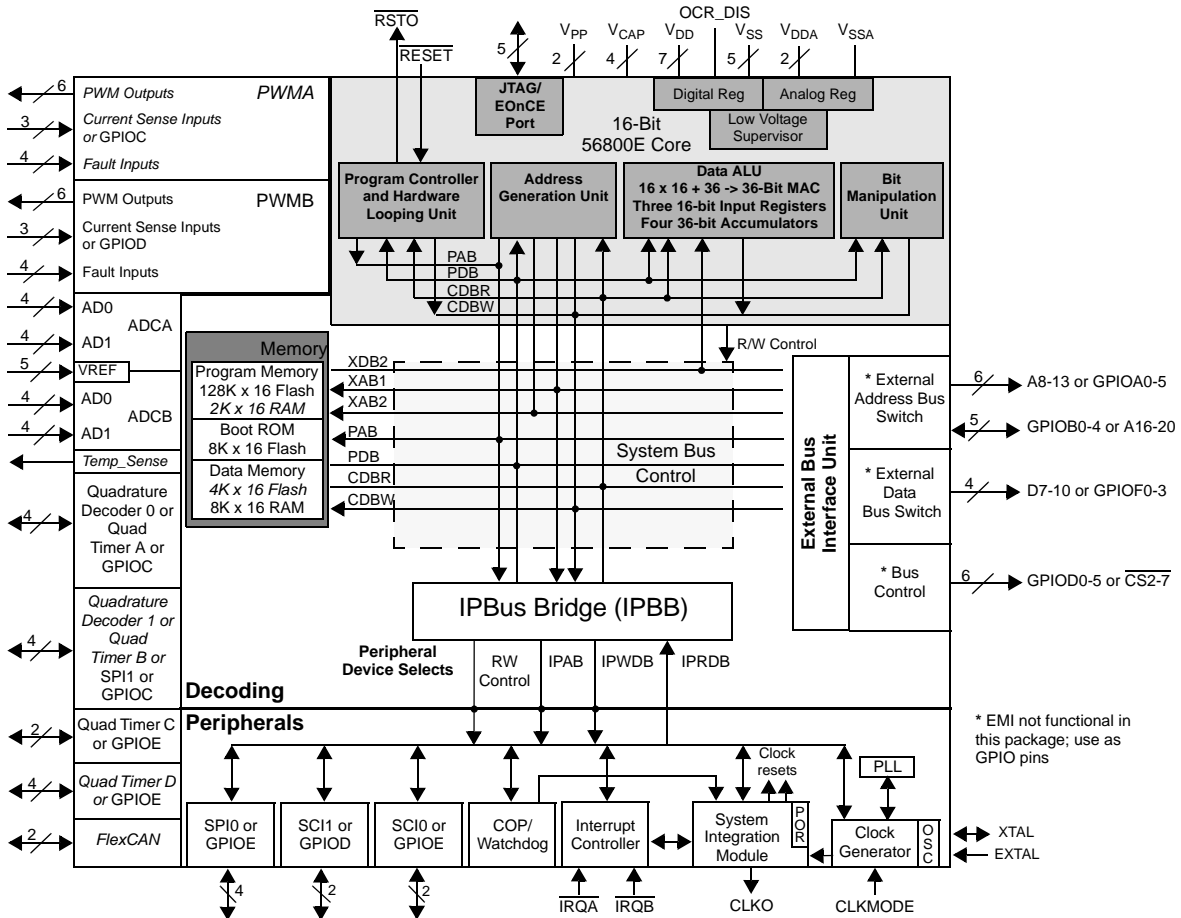 RSTO
RESET
5
VPP
2
VCAP
4
VDD
7
OCR_DIS
VSS
5
VDDA
2
VSSA
6
PWM Outputs
PWMA
3
Current Sense Inputs
or GPIOC
4
Fault Inputs
6
PWM Outputs
PWMB
3
Current Sense Inputs
or GPIOD
4
Fault Inputs
4
AD0
ADCA
4
AD1
5
VREF
4
AD0
ADCB
4
AD1
Temp_Sense
4
Quadrature
Decoder 0 or
Quad
Timer A or
GPIOC
4
Quadrature
Decoder 1 or
Quad
Timer B or
SPI1 or
GPIOC
2
Quad Timer C
or GPIOE
4
Quad Timer D
or GPIOE
2
FlexCAN
JTAG/
EOnCE
Port
16-Bit
56800E Core
Digital Reg
Analog Reg
Low Voltage
Supervisor
Program Controller
and Hardware
Looping Unit
Address
Generation Unit
Data ALU
16 x 16 + 36 -> 36-Bit MAC
Three 16-bit Input Registers
Four 36-bit Accumulators
Bit
Manipulation
Unit
PAB
PDB
CDBR
CDBW
R/W Control
Memory
Program Memory
128K x 16 Flash
2K x 16 RAM
Boot ROM
8K x 16 Flash
Data Memory
4K x 16 Flash
8K x 16 RAM
XDB2
XAB1
XAB2
PAB
PDB
CDBR
CDBW
System Bus
Control
External Bus
Interface Unit
* External
Address Bus
Switch
* External
Data
Bus Switch
* Bus
Control
6
A8-13 or GPIOA0-5
5
GPIOB0-4 or A16-20
4
D7-10 or GPIOF0-3
6
GPIOD0-5 or CS2-7
IPBus Bridge (IPBB)
Peripheral
Device Selects
RW
Control
IPAB
IPWDB
IPRDB
Decoding
Peripherals
* EMI not functional in
this package; use as
GPIO pins
Clock
resets
PLL
SPI0 or
GPIOE
SCI1 or
GPIOD
SCI0 or
GPIOE
COP/
Watchdog
Interrupt
Controller
System
Integration
Module
POR
Clock
Generator
OSC
XTAL
EXTAL
4
2
2
IRQA
IRQB
CLKO
CLKMODE